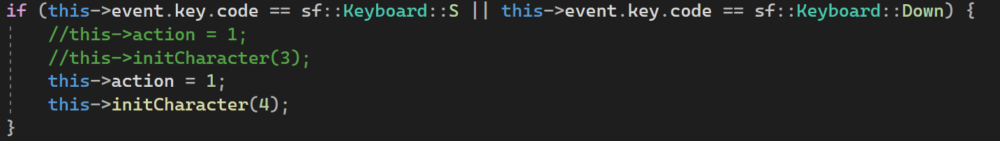 if (this->event.key.code == sf::Keyboard::S || this->event.key.code == sf::Keyboard::Down) {
    //this->action = 1;
    //this->initCharacter(3);
    this->action = 1;
    this->initCharacter(4);
}